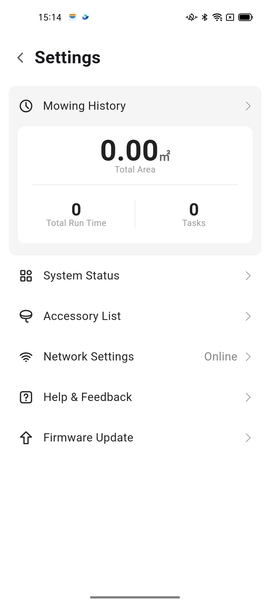 15:14
Settings
Mowing History
0.00㎡
Total Area
0
Total Run Time
0
Tasks
System Status
Accessory List
Network Settings Online
Help & Feedback
Firmware Update